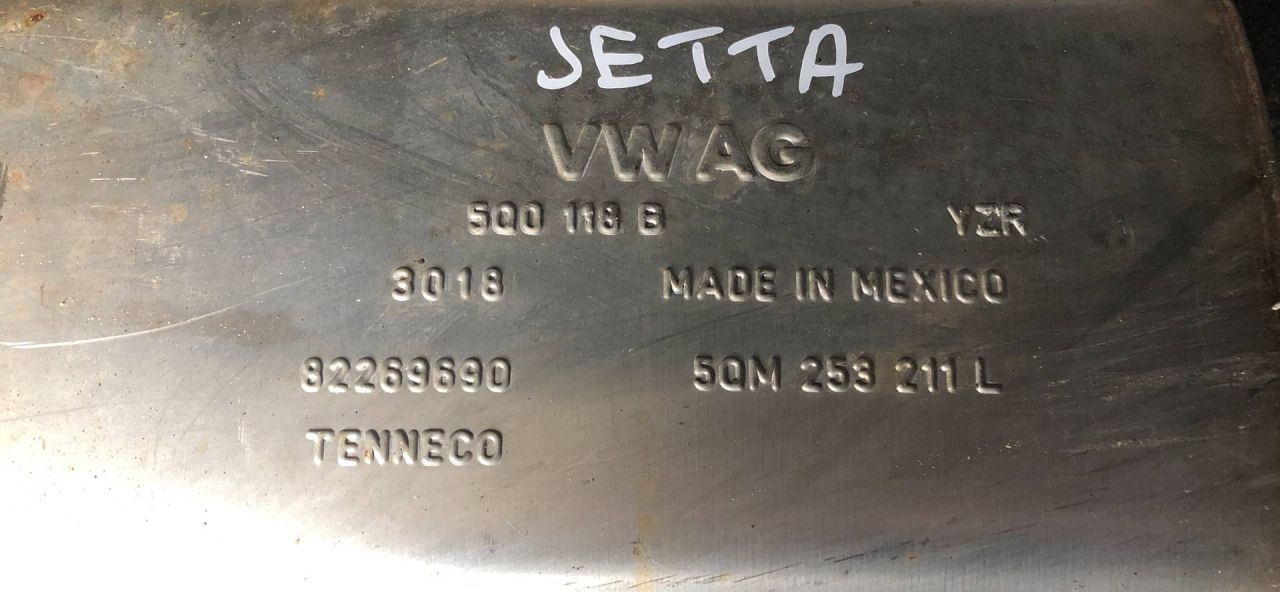 JETTA
VW AG
5Q0 118 B YZR
3018 MADE IN MEXICO
82269690 5QM 253 211 L
TENNECO